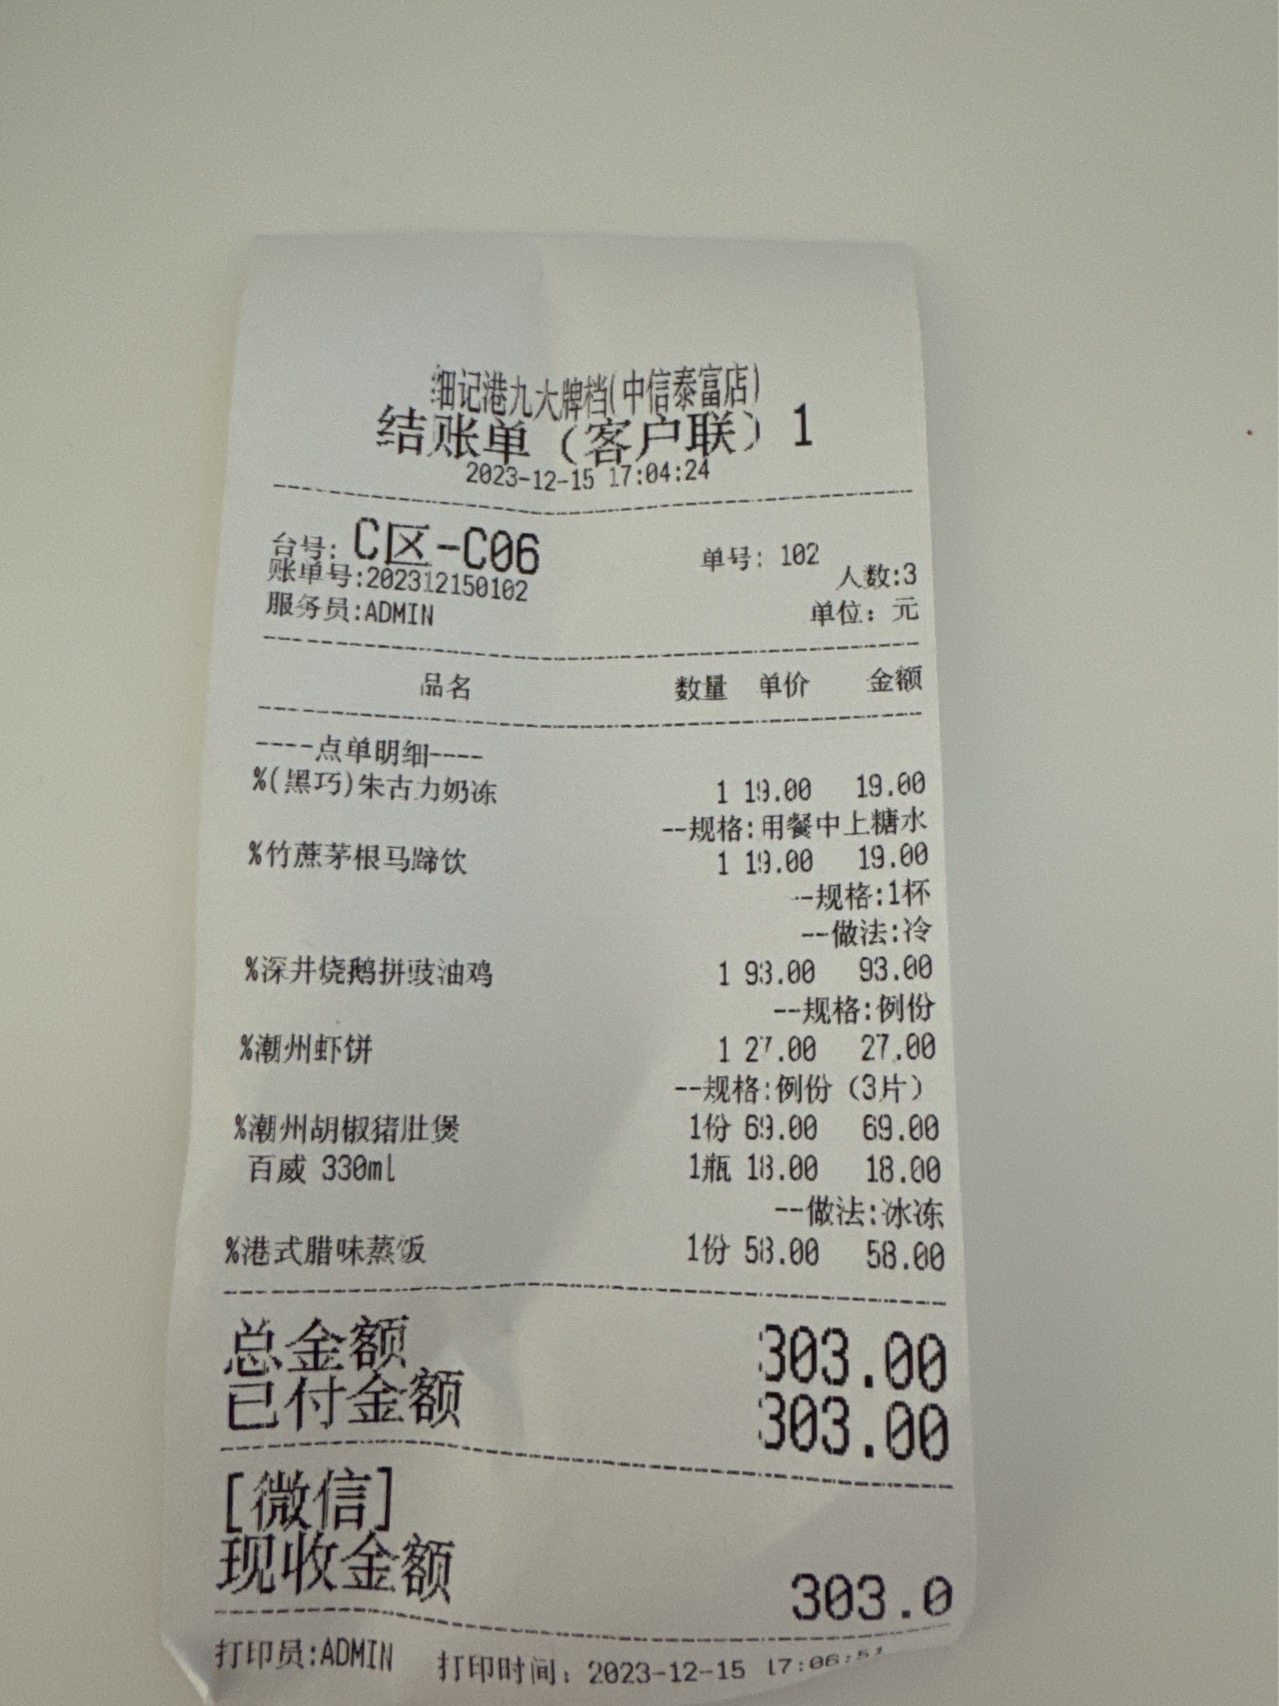 细记港九大牌档(中信泰富店)
结账单（客户联）1
2023-12-15 17:04:24
台号: C区-C06 单号: 102
账单号:202312150102 人数:3
服务员:ADMIN 单位: 元
品名 数量 单价 金额
----点单明细----
%(黑巧)朱古力奶冻 1 19.00 19.00
--规格:用餐中上糖水
%竹蔗茅根马蹄饮 1 19.00 19.00
--规格:1杯
--做法:冷
%深井烧鹅拼豉油鸡 1 93.00 93.00
--规格:例份
%潮州虾饼 1 27.00 27.00
--规格:例份（3片）
%潮州胡椒猪肚煲 1份 69.00 69.00
百威 330ml 1瓶 18.00 18.00
--做法:冰冻
%港式腊味蒸饭 1份 58.00 58.00
总金额 303.00
已付金额 303.00
[微信]
现收金额 303.0
打印员:ADMIN 打印时间: 2023-12-15 17:06:51